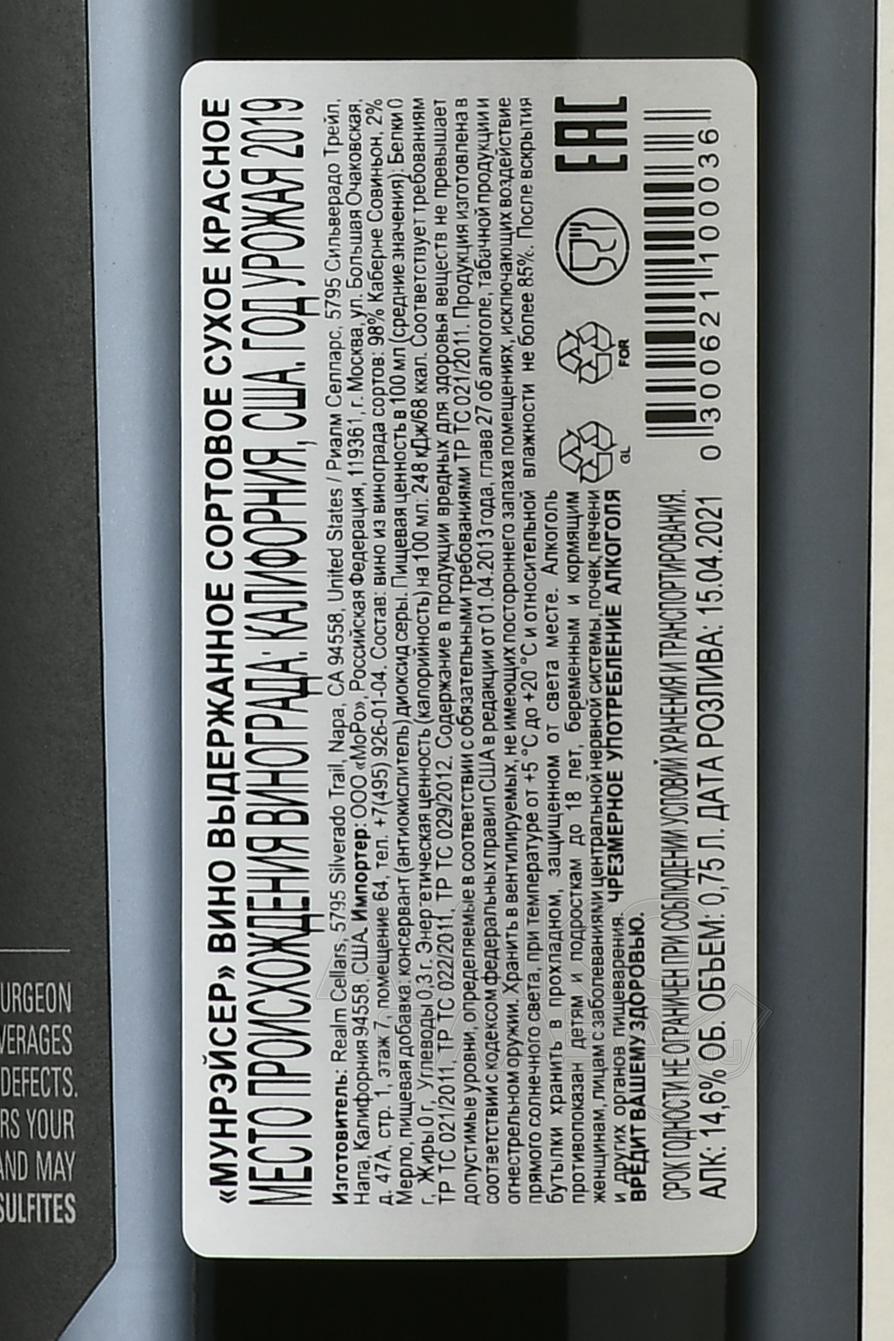 «МУНРЭЙСЕР» ВИНО ВЫДЕРЖАННОЕ СОРТОВОЕ СУХОЕ КРАСНОЕ
МЕСТО ПРОИСХОЖДЕНИЯ ВИНОГРАДА: КАЛИФОРНИЯ, США. ГОД УРОЖАЯ 2019
Изготовитель: Realm Cellars, 5795 Silverado Trail, Napa, CA 94558, United States / Риалм Селларс, 5795 Сильверадо Трейл,
Напа, Калифорния 94558, США. Импортер: ООО «МоРо», Российская Федерация, 119361, г. Москва, ул. Большая Очаковская,
д. 47А, стр. 1, этаж 7, помещение 64, тел. +7(495) 926-01-04. Состав: вино из винограда сортов: 98% Каберне Совиньон, 2%
Мерло, пищевая добавка: консервант (антиокислитель) диоксид серы. Пищевая ценность в 100 мл (средние значения): Белки 0
г, Жиры 0 г, Углеводы 0,3 г. Энергетическая ценность (калорийность) на 100 мл: 248 кДж/68 ккал. Соответствует требованиям
ТР ТС 021/2011, ТР ТС 022/2011, ТР ТС 029/2012. Содержание в продукции вредных для здоровья веществ не превышает
допустимые уровни, определяемые в соответствии с обязательными требованиями ТР ТС 021/2011. Продукция изготовлена в
соответствии с кодексом федеральных правил США в редакции от 01.04.2013 года, глава 27 об алкоголе, табачной продукции и
огнестрельном оружии. Хранить в вентилируемых, не имеющих постороннего запаха помещениях, исключающих воздействие
прямого солнечного света, при температуре от +5 °C до +20 °C и относительной влажности не более 85%. После вскрытия
бутылки хранить в прохладном, защищенном от света месте. Алкоголь
противопоказан детям и подросткам до 18 лет, беременным и кормящим
женщинам, лицам с заболеваниями центральной нервной системы, почек, печени
и других органов пищеварения. ЧРЕЗМЕРНОЕ УПОТРЕБЛЕНИЕ АЛКОГОЛЯ
ВРЕДИТ ВАШЕМУ ЗДОРОВЬЮ.
СРОК ГОДНОСТИ НЕ ОГРАНИЧЕН ПРИ СОБЛЮДЕНИИ УСЛОВИЙ ХРАНЕНИЯ И ТРАНСПОРТИРОВАНИЯ.
АЛК: 14,6% ОБ. ОБЪЕМ: 0,75 Л. ДАТА РОЗЛИВА: 15.04.2021
GL
FOR
EAC
0 300621 100036
URGEON
VERAGES
DEFECTS.
RS YOUR
AND MAY
SULFITES